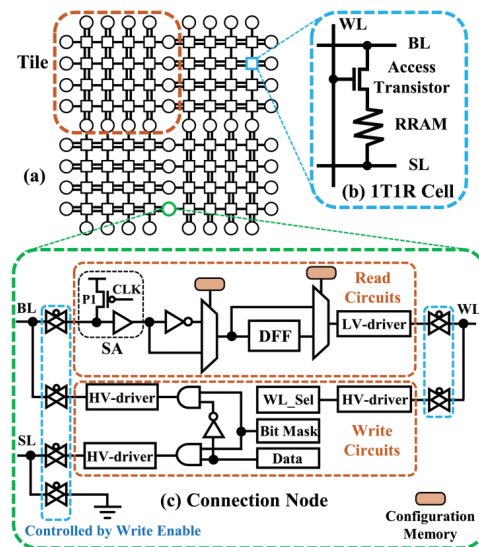 Tile
(a)
WL
BL
Access
Transistor
RRAM
SL
(b) 1T1R Cell
BL
P1
CLK
SA
DFF
Read
Circuits
LV-driver
WL
HV-driver
WL_Sel
HV-driver
Bit Mask
Write
Circuits
SL
HV-driver
Data
(c) Connection Node
Controlled by Write Enable
Configuration
Memory